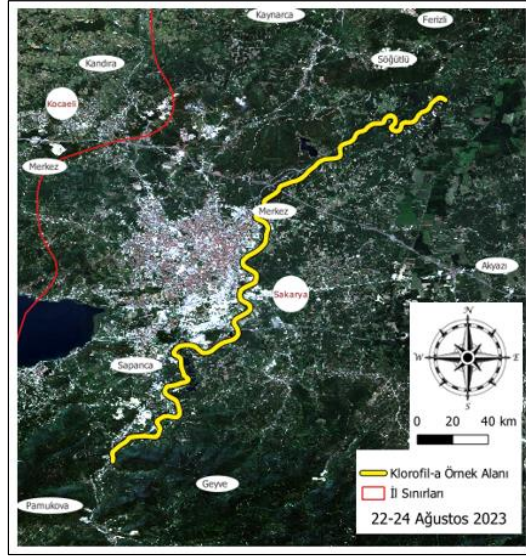 Kaynarca
Ferizli
Kandıra
Söğütlü
Kocaeli
Merkez
Merkez
Akyazı
Sakarya
Sapanca
N
W
E
S
0 20 40 km
Geyve
Klorofil-a Örnek Alanı
İl Sınırları
Pamukova
22-24 Ağustos 2023